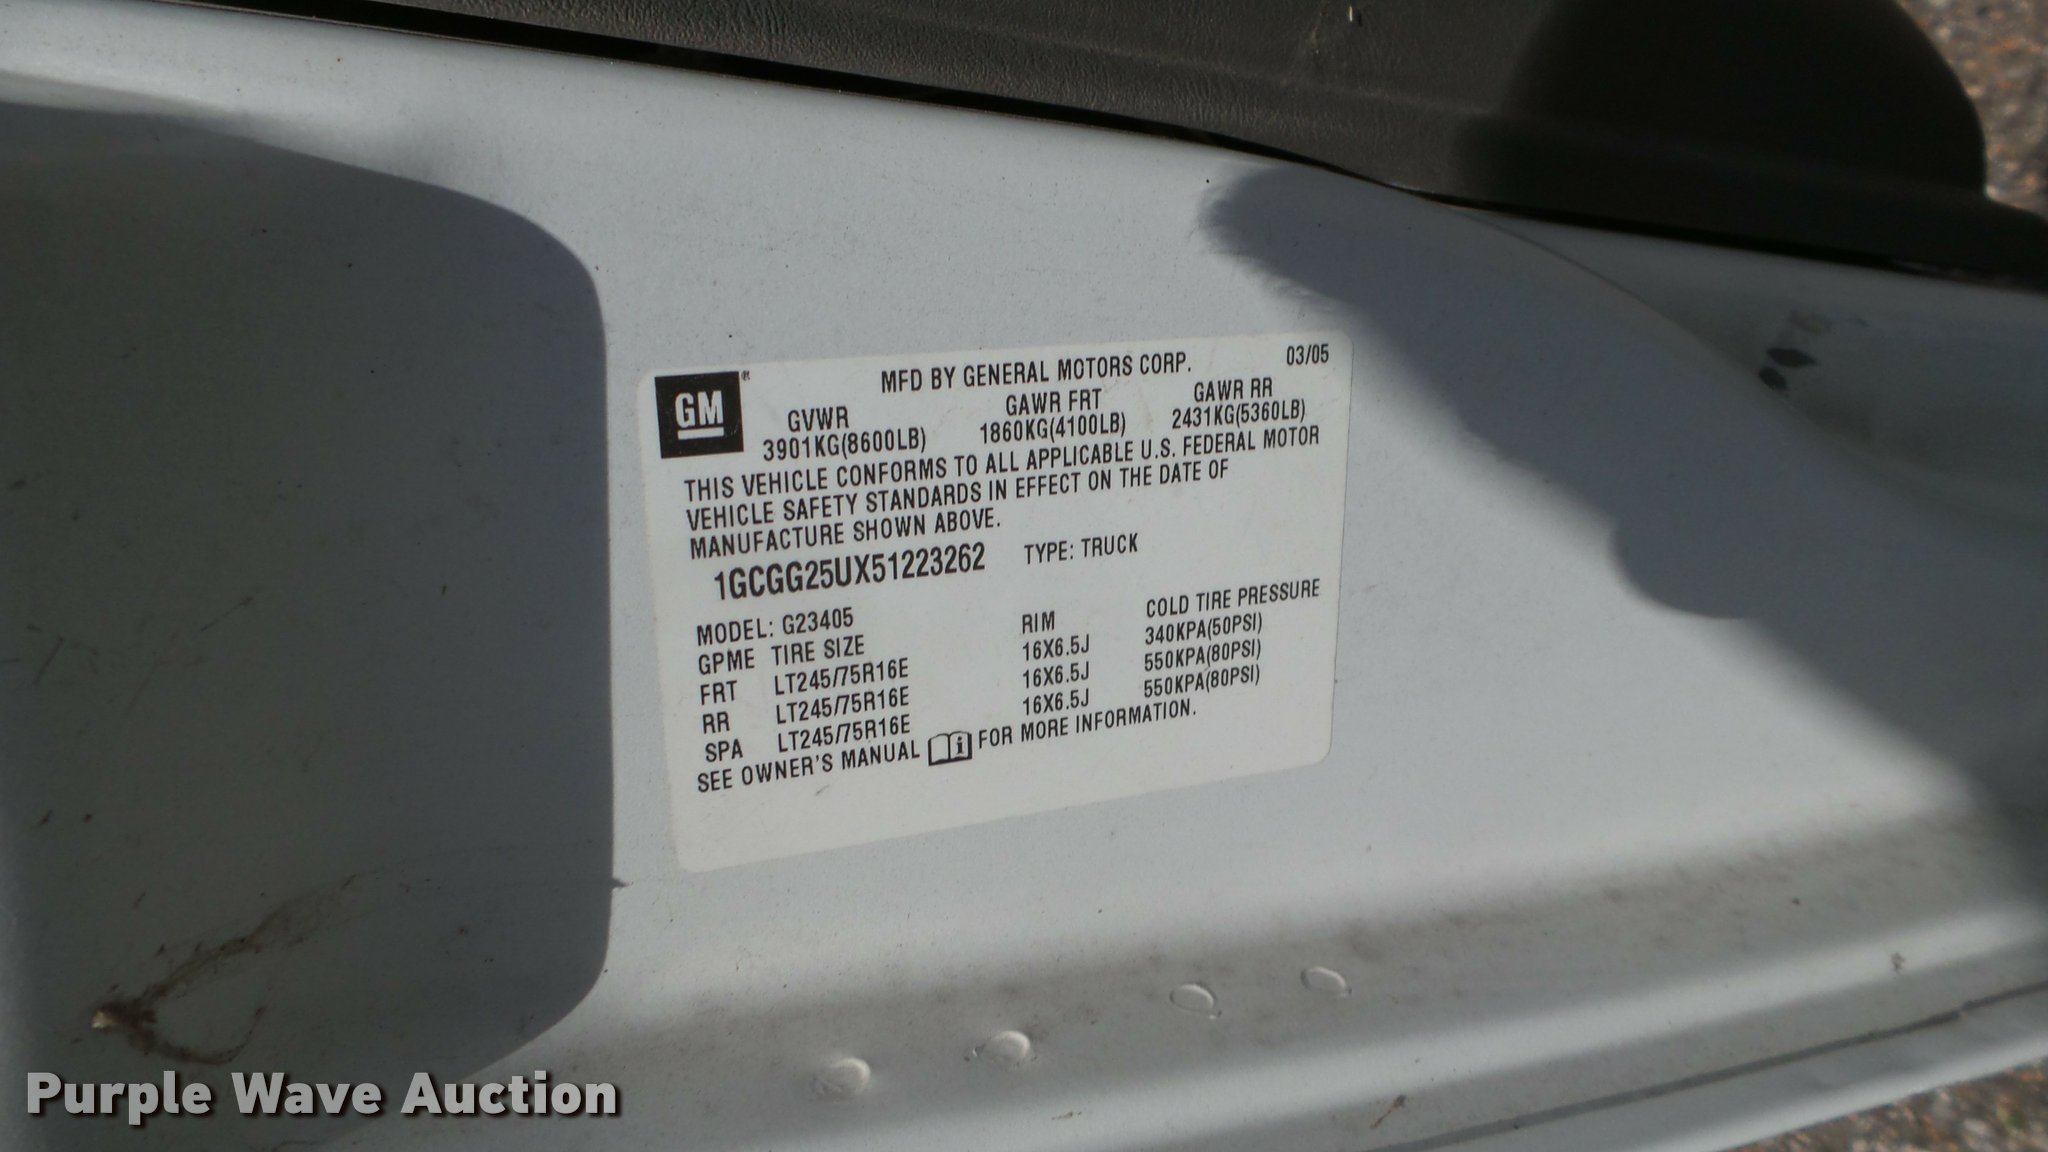 GM ® MFD BY GENERAL MOTORS CORP. 03/05
GVWR GAWR FRT GAWR RR
3901KG(8600LB) 1860KG(4100LB) 2431KG(5360LB)
THIS VEHICLE CONFORMS TO ALL APPLICABLE U.S. FEDERAL MOTOR
VEHICLE SAFETY STANDARDS IN EFFECT ON THE DATE OF
MANUFACTURE SHOWN ABOVE.
1GCGG25UX51223262 TYPE: TRUCK
MODEL: G23405
GPME TIRE SIZE RIM COLD TIRE PRESSURE
FRT LT245/75R16E 16X6.5J 340KPA(50PSI)
RR LT245/75R16E 16X6.5J 550KPA(80PSI)
SPA LT245/75R16E 16X6.5J 550KPA(80PSI)
SEE OWNER'S MANUAL i FOR MORE INFORMATION.
Purple Wave Auction